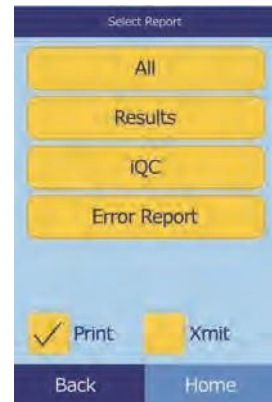 Select Report
All
Results
iQC
Error Report
Print Xmit
Back Home